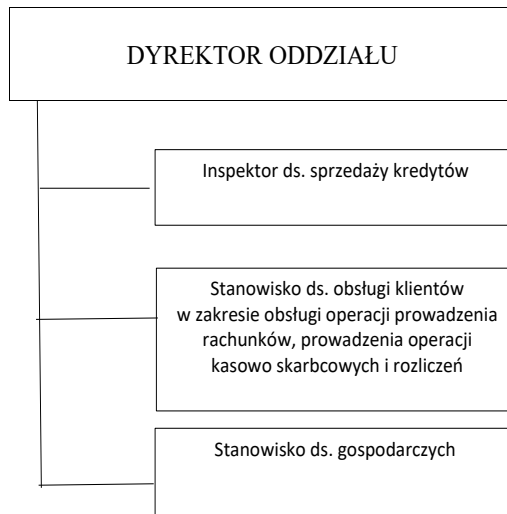 DYREKTOR ODDZIAŁU
Inspektor ds. sprzedaży kredytów
Stanowisko ds. obsługi klientów
w zakresie obsługi operacji prowadzenia
rachunków, prowadzenia operacji
kasowo skarbcowych i rozliczeń
Stanowisko ds. gospodarczych